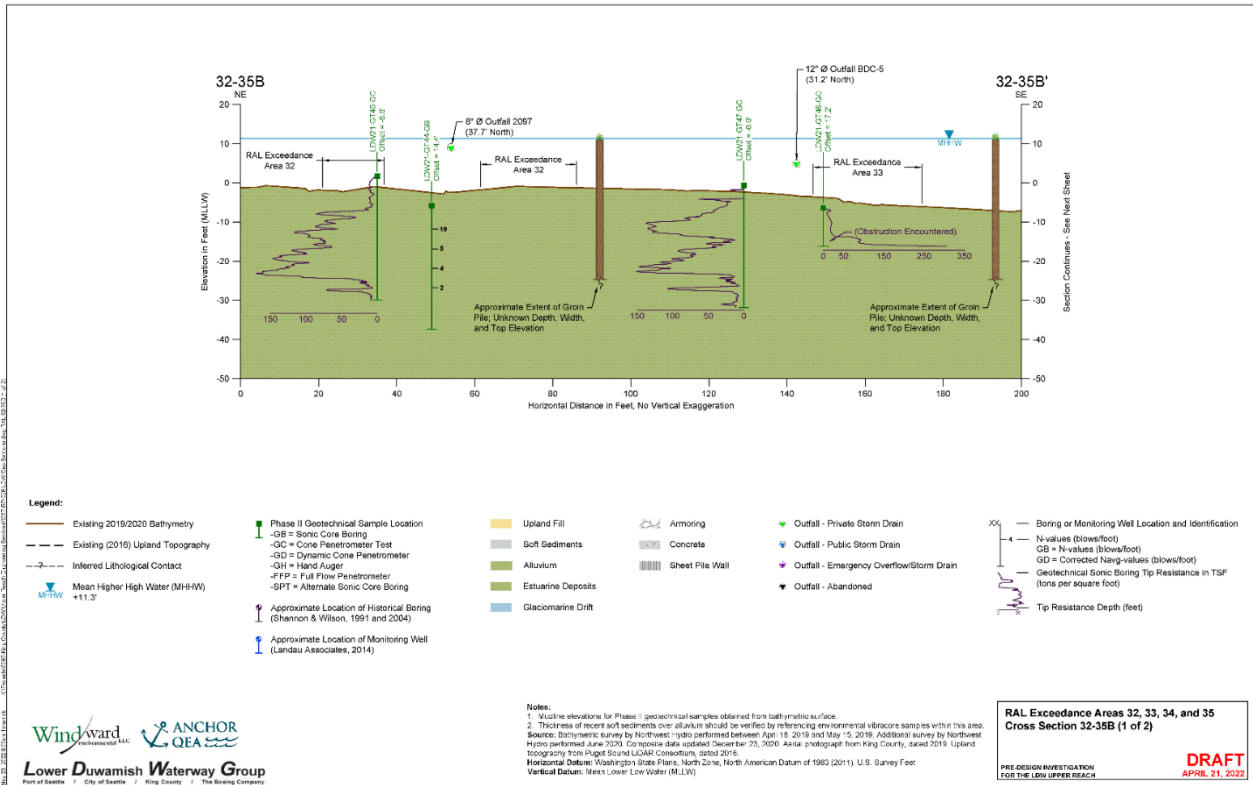 32-35B
NE
32-35B'
SE
12" Ø Outfall BDC-5
(31.2' North)
8" Ø Outfall 2097
(37.7' North)
LDW21-GT45-GC
LDW21-GT44-GB
Offset = 14.4'
LDW21-GT47-GC
LDW21-GT46-GC
Offset = 17.2'
MHHW
RAL Exceedance
Area 32
RAL Exceedance
Area 32
RAL Exceedance
Area 33
20
10
0
-10
-20
-30
-40
-50
Elevation in Feet (MLLW)
20
10
0
-10
-20
-30
-40
-50
Section Continues - See Next Sheet
10
5
4
2
150 100 50 0
150 100 50 0
(Obstruction Encountered)
0 50 150 250 350
Approximate Extent of Groin
Pile; Unknown Depth, Width,
and Top Elevation
Approximate Extent of Groin
Pile; Unknown Depth, Width,
and Top Elevation
0 20 40 60 80 100 120 140 160 180 200
Horizontal Distance in Feet, No Vertical Exaggeration
Legend:
Existing 2019/2020 Bathymetry
Existing (2016) Upland Topography
?
Inferred Lithological Contact
MHHW
Mean Higher High Water (MHHW)
+11.3'
Phase II Geotechnical Sample Location
-GB = Sonic Core Boring
-GC = Cone Penetrometer Test
-GD = Dynamic Cone Penetrometer
-GH = Hand Auger
-FFP = Full Flow Penetrometer
-SPT = Alternate Sonic Core Boring
Approximate Location of Historical Boring
(Shannon & Wilson, 1991 and 2004)
Approximate Location of Monitoring Well
(Landau Associates, 2014)
Upland Fill
Soft Sediments
Alluvium
Estuarine Deposits
Glaciomarine Drift
Armoring
Concrete
Sheet Pile Wall
Outfall - Private Storm Drain
Outfall - Public Storm Drain
Outfall - Emergency Overflow/Storm Drain
Outfall - Abandoned
XX
Boring or Monitoring Well Location and Identification
4
N-values (blows/foot)
GB = N-values (blows/foot)
GD = Corrected Navg-values (blows/foot)
Geotechnical Sonic Boring Tip Resistance in TSF
(tons per square foot)
Tip Resistance Depth (feet)
Windward
environmental LLC
ANCHOR
QEA
Lower Duwamish Waterway Group
Port of Seattle / City of Seattle / King County / The Boeing Company
Notes:
1. Mudline elevations for Phase II geotechnical samples obtained from bathymetric surface.
2. Thickness of recent soft sediments over alluvium should be verified by referencing environmental vibracore samples within this area.
Source: Bathymetric survey by Northwest Hydro performed between April 18, 2019 and May 15, 2019. Additional survey by Northwest
Hydro performed June 2020. Composite data updated December 23, 2020. Aerial photograph from King County, dated 2019. Upland
topography from Puget Sound LiDAR Consortium, dated 2016.
Horizontal Datum: Washington State Plane, North Zone, North American Datum of 1983 (2011), U.S. Survey Feet
Vertical Datum: Mean Lower Low Water (MLLW)
RAL Exceedance Areas 32, 33, 34, and 35
Cross Section 32-35B (1 of 2)
PRE-DESIGN INVESTIGATION
FOR THE LDW UPPER REACH
DRAFT
APRIL 21, 2022